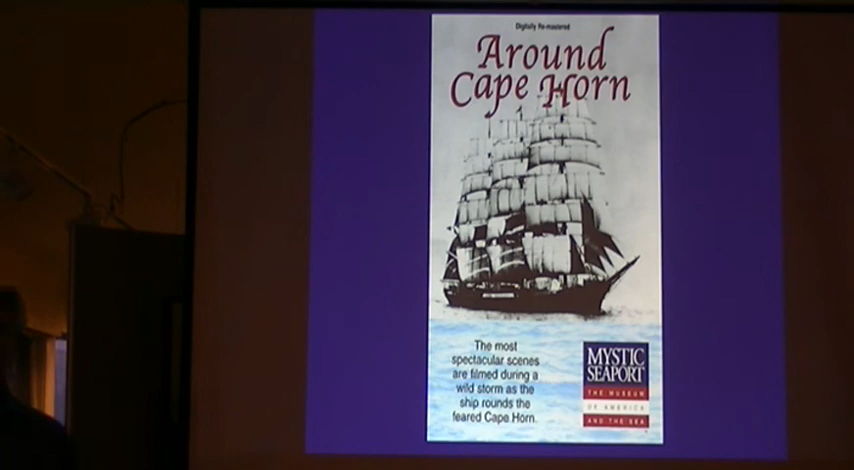 Digitally Re-mastered
Around
Cape Horn
The most
spectacular scenes
are filmed during a
wild storm as the
ship rounds the
feared Cape Horn.
MYSTIC
SEAPORT
THE MUSEUM
OF AMERICA
AND THE SEA